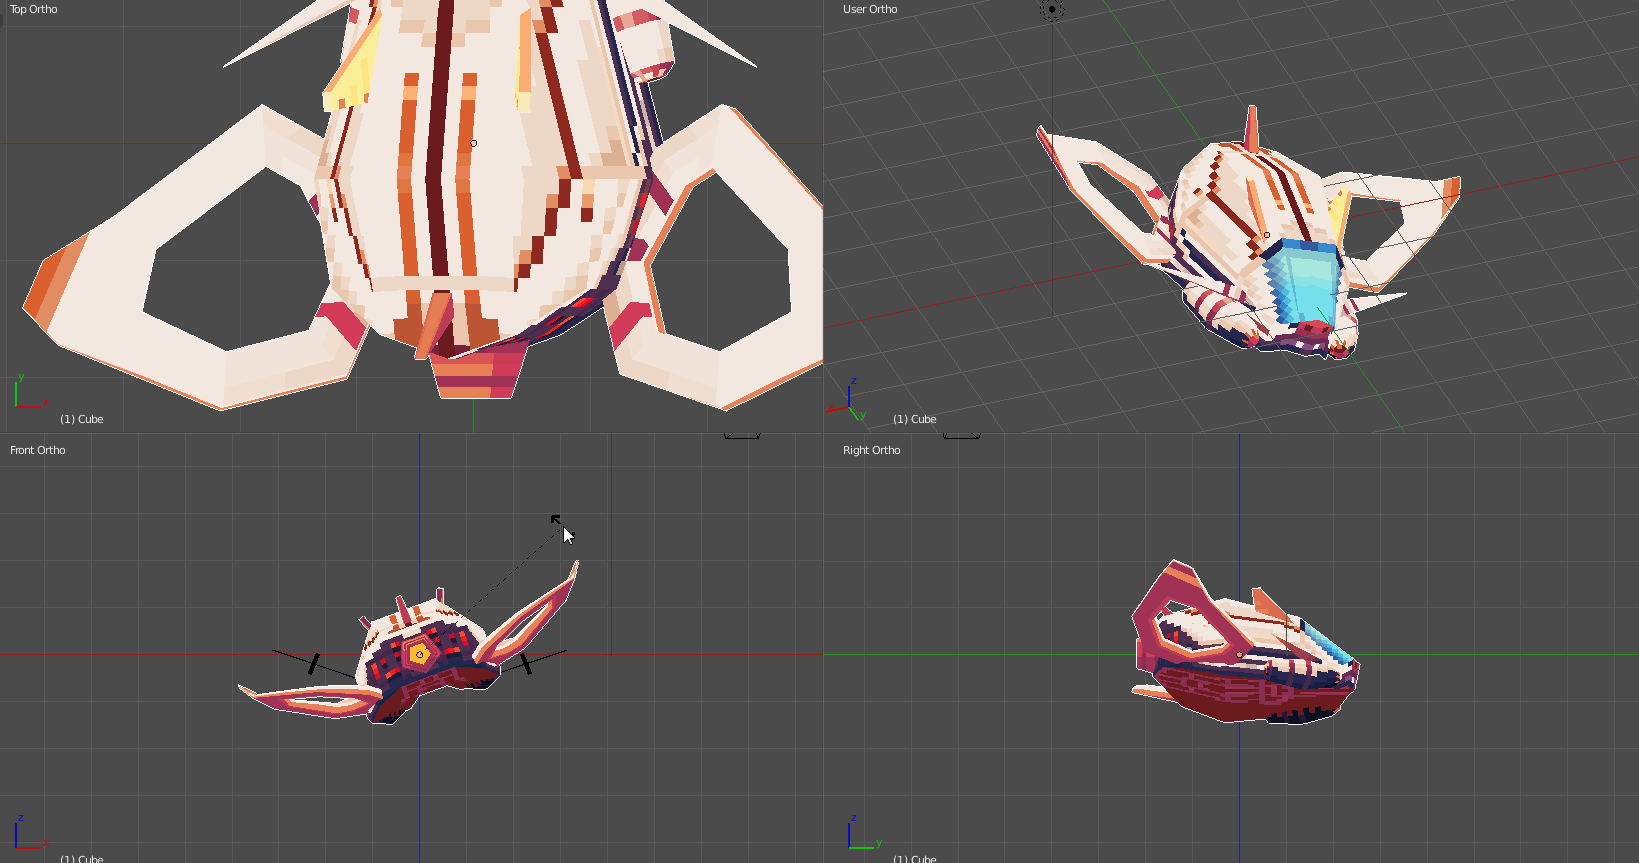 Top Ortho
User Ortho
y
x
(1) Cube
z
x
y
(1) Cube
Front Ortho
Right Ortho
z
x
(1) Cube
z
y
(1) Cube